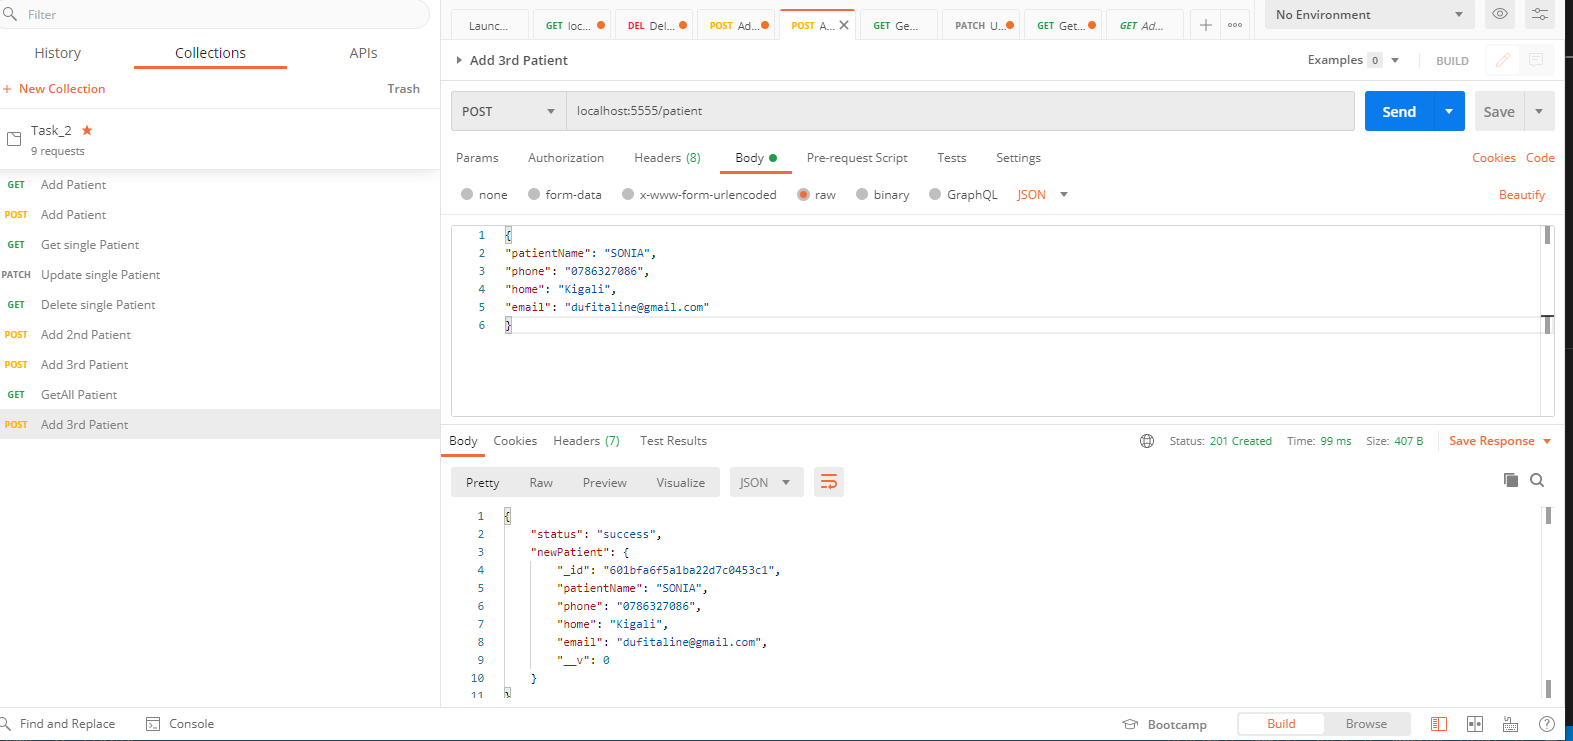 Filter
History Collections APIs
+ New Collection Trash
Task_2
9 requests
GET Add Patient
POST Add Patient
GET Get single Patient
PATCH Update single Patient
GET Delete single Patient
POST Add 2nd Patient
POST Add 3rd Patient
GET GetAll Patient
POST Add 3rd Patient
Launc... GET loc... DEL Del... POST Ad... POST A... GET Ge... PATCH U... GET Get... GET Ad... No Environment
Add 3rd Patient Examples 0 BUILD
POST localhost:5555/patient Send Save
Params Authorization Headers (8) Body Pre-request Script Tests Settings Cookies Code
none form-data x-www-form-urlencoded raw binary GraphQL JSON Beautify
1 {
2 "patientName": "SONIA",
3 "phone": "0786327086",
4 "home": "Kigali",
5 "email": "dufitaline@gmail.com"
6 }
Body Cookies Headers (7) Test Results Status: 201 Created Time: 99 ms Size: 407 B Save Response
Pretty Raw Preview Visualize JSON
1 {
2 "status": "success",
3 "newPatient": {
4 "_id": "601bfa6f5a1ba22d7c0453c1",
5 "patientName": "SONIA",
6 "phone": "0786327086",
7 "home": "Kigali",
8 "email": "dufitaline@gmail.com",
9 "__v": 0
10 }
11 }
Find and Replace Console Bootcamp Build Browse